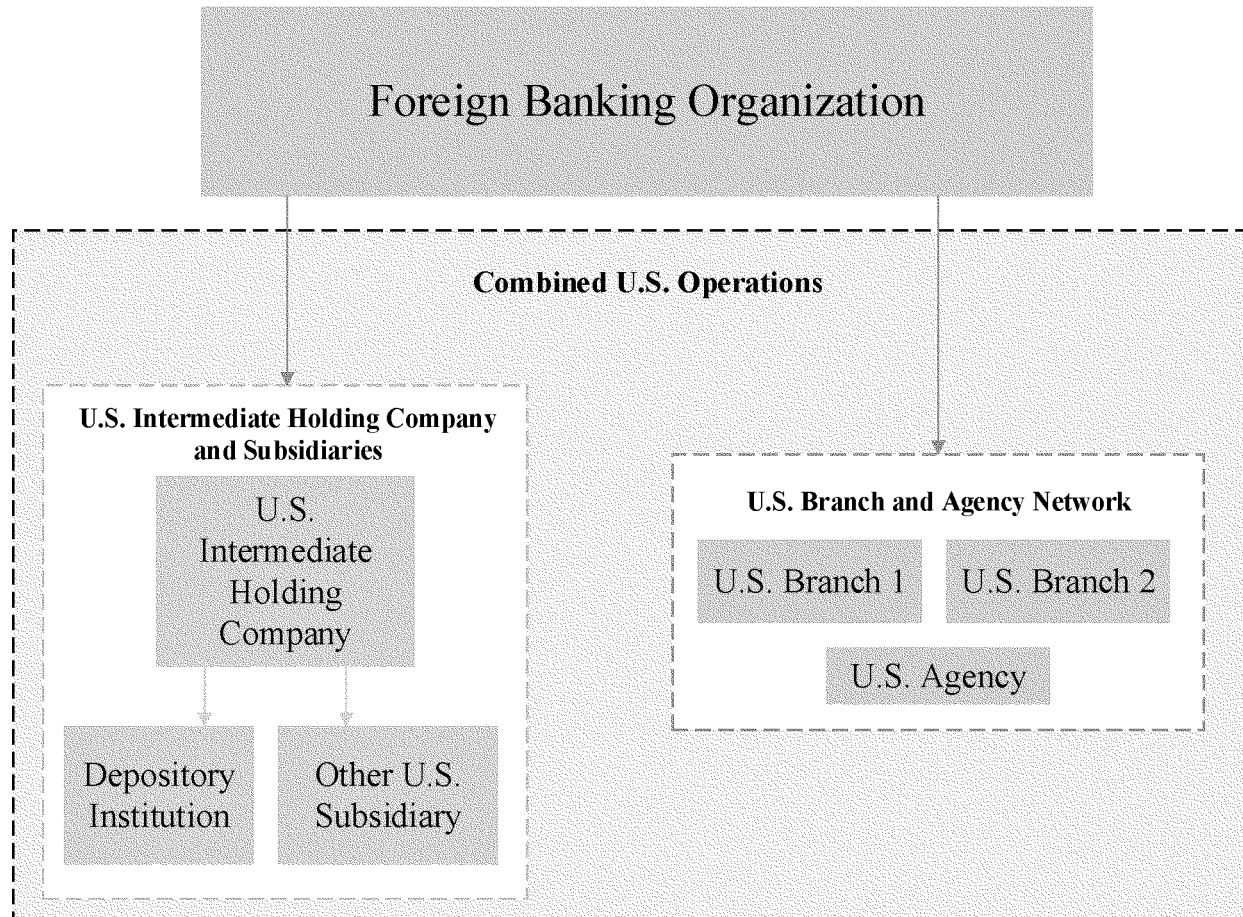 Foreign Banking Organization
Combined U.S. Operations
U.S. Intermediate Holding Company
and Subsidiaries
U.S.
Intermediate
Holding
Company
Depository
Institution
Other U.S.
Subsidiary
U.S. Branch and Agency Network
U.S. Branch 1
U.S. Branch 2
U.S. Agency